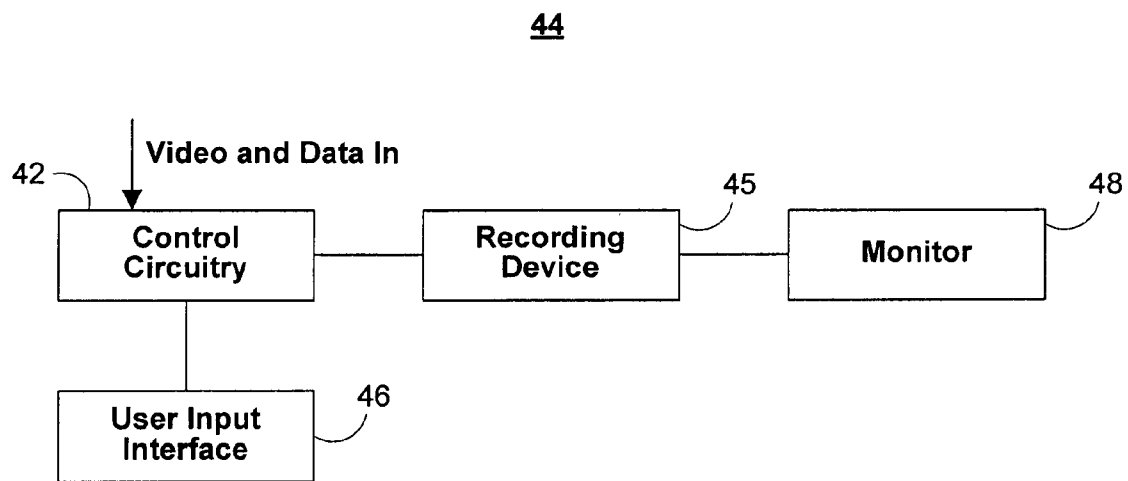 44
Video and Data In
42
45
48
Control
Circuitry
Recording
Device
Monitor
46
User Input
Interface